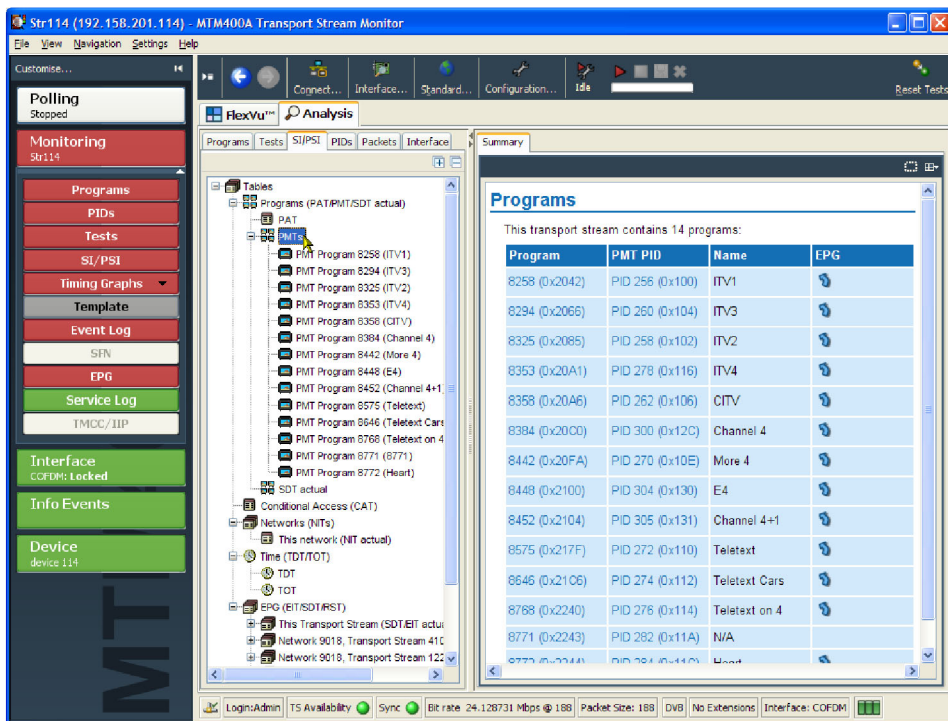 Str114 (192.158.201.114) - MTM400A Transport Stream Monitor
File View Navigation Settings Help
Customise...
Polling
Stopped
Monitoring
Str114
Programs
PIDs
Tests
SI/PSI
Timing Graphs
Template
Event Log
SFN
EPG
Service Log
TMCC/IIP
Interface
COFDM: Locked
Info Events
Device
device 114
MTM
Connect... Interface... Standard... Configuration... Idle Reset Tests
FlexVu™ Analysis
Programs Tests SI/PSI PIDs Packets Interface
Tables
Programs (PAT/PMT/SDT actual)
PAT
PMTs
PMT Program 8258 (ITV1)
PMT Program 8294 (ITV3)
PMT Program 8325 (ITV2)
PMT Program 8353 (ITV4)
PMT Program 8358 (CITV)
PMT Program 8384 (Channel 4)
PMT Program 8442 (More 4)
PMT Program 8448 (E4)
PMT Program 8452 (Channel 4+1)
PMT Program 8575 (Teletext)
PMT Program 8646 (Teletext Cars
PMT Program 8768 (Teletext on 4
PMT Program 8771 (8771)
PMT Program 8772 (Heart)
SDT actual
Conditional Access (CAT)
Networks (NITs)
This network (NIT actual)
Time (TDT/TOT)
TDT
TOT
EPG (EIT/SDT/RST)
This Transport Stream (SDT/EIT actu
Network 9018, Transport Stream 410
Network 9018, Transport Stream 122
Summary
Programs
This transport stream contains 14 programs:
Program PMT PID Name EPG
8258 (0x2042) PID 256 (0x100) ITV1
8294 (0x2066) PID 260 (0x104) ITV3
8325 (0x2085) PID 258 (0x102) ITV2
8353 (0x20A1) PID 278 (0x116) ITV4
8358 (0x20A6) PID 262 (0x106) CITV
8384 (0x20C0) PID 300 (0x12C) Channel 4
8442 (0x20FA) PID 270 (0x10E) More 4
8448 (0x2100) PID 304 (0x130) E4
8452 (0x2104) PID 305 (0x131) Channel 4+1
8575 (0x217F) PID 272 (0x110) Teletext
8646 (0x21C6) PID 274 (0x112) Teletext Cars
8768 (0x2240) PID 276 (0x114) Teletext on 4
8771 (0x2243) PID 282 (0x11A) N/A
8772 (0x2244) PID 284 (0x11C) Heart
Login:Admin TS Availability Sync Bit rate 24.128731 Mbps @ 188 Packet Size: 188 DVB No Extensions Interface: COFDM